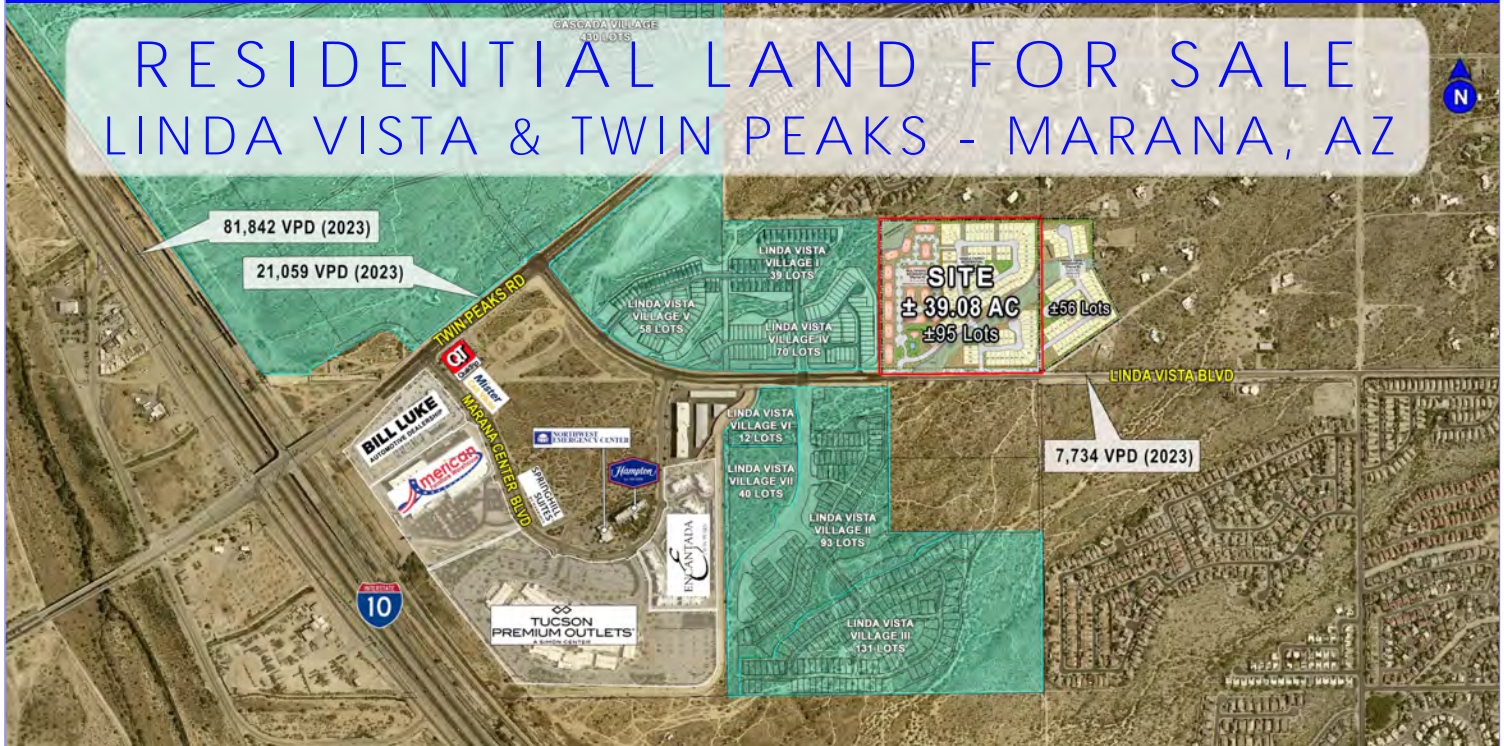 CASCADA VILLAGE
430 LOTS
RESIDENTIAL LAND FOR SALE
LINDA VISTA & TWIN PEAKS - MARANA, AZ
N
81,842 VPD (2023)
21,059 VPD (2023)
TWIN PEAKS RD
LINDA VISTA
VILLAGE I
39 LOTS
LINDA VISTA
VILLAGE V
58 LOTS
LINDA VISTA
VILLAGE IV
70 LOTS
SITE
± 39.08 AC
±95 Lots
±56 Lots
LINDA VISTA BLVD
7,734 VPD (2023)
QT
QuikTrip
Mister
MARANA CENTER BLVD
BILL LUKE
AUTOMOTIVE DEALERSHIP
American
NORTHWEST
EMERGENCY CENTER
Hampton
SPRINGHILL
SUITES
ENCANTADA
TUCSON
PREMIUM OUTLETS
A SIMON CENTER
INTERSTATE
10
LINDA VISTA
VILLAGE VI
12 LOTS
LINDA VISTA
VILLAGE VII
40 LOTS
LINDA VISTA
VILLAGE II
93 LOTS
LINDA VISTA
VILLAGE III
131 LOTS